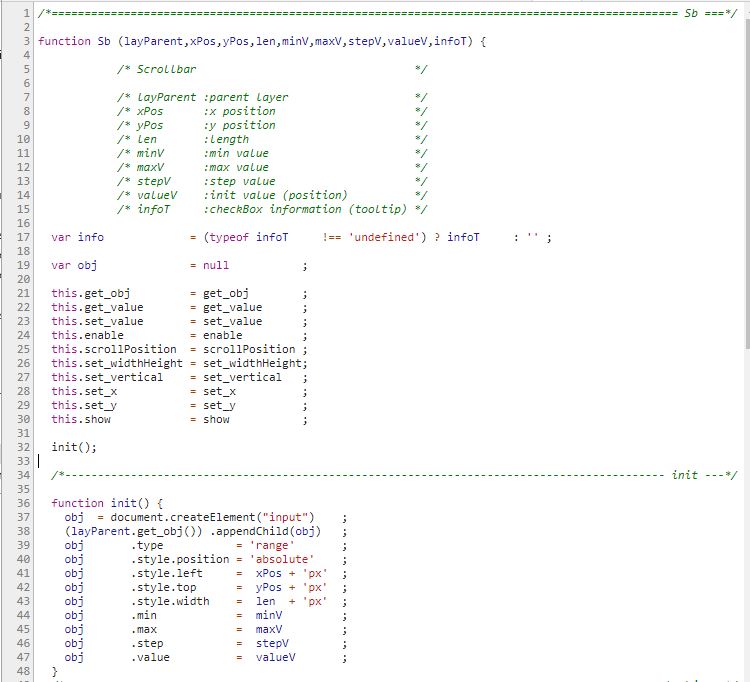 1 /*=============================================================================================== Sb ===*/
2
3 function Sb (layParent,xPos,yPos,len,minV,maxV,stepV,valueV,infoT) {
4
5             /* Scrollbar                                 */
6
7             /* layParent :parent layer                   */
8             /* xPos      :x position                     */
9             /* yPos      :y position                     */
10            /* len       :length                         */
11            /* minV      :min value                      */
12            /* maxV      :max value                      */
13            /* stepV     :step value                     */
14            /* valueV    :init value (position)          */
15            /* infoT     :checkBox information (tooltip) */
16
17  var info             = (typeof infoT     !== 'undefined') ? infoT     : '' ;
18
19  var obj              = null           ;
20
21  this.get_obj         = get_obj        ;
22  this.get_value       = get_value      ;
23  this.set_value       = set_value      ;
24  this.enable          = enable         ;
25  this.scrollPosition  = scrollPosition ;
26  this.set_widthHeight = set_widthHeight;
27  this.set_vertical    = set_vertical   ;
28  this.set_x           = set_x          ;
29  this.set_y           = set_y          ;
30  this.show            = show           ;
31
32  init();
33
34  /*------------------------------------------------------------------------------------------- init ---*/
35
36  function init() {
37    obj  = document.createElement("input")    ;
38    (layParent.get_obj()) .appendChild(obj)   ;
39    obj       .type           = 'range'       ;
40    obj       .style.position = 'absolute'    ;
41    obj       .style.left     =  xPos + 'px'  ;
42    obj       .style.top      =  yPos + 'px'  ;
43    obj       .style.width    =  len  + 'px'  ;
44    obj       .min            =  minV         ;
45    obj       .max            =  maxV         ;
46    obj       .step           =  stepV        ;
47    obj       .value          =  valueV       ;
48  }